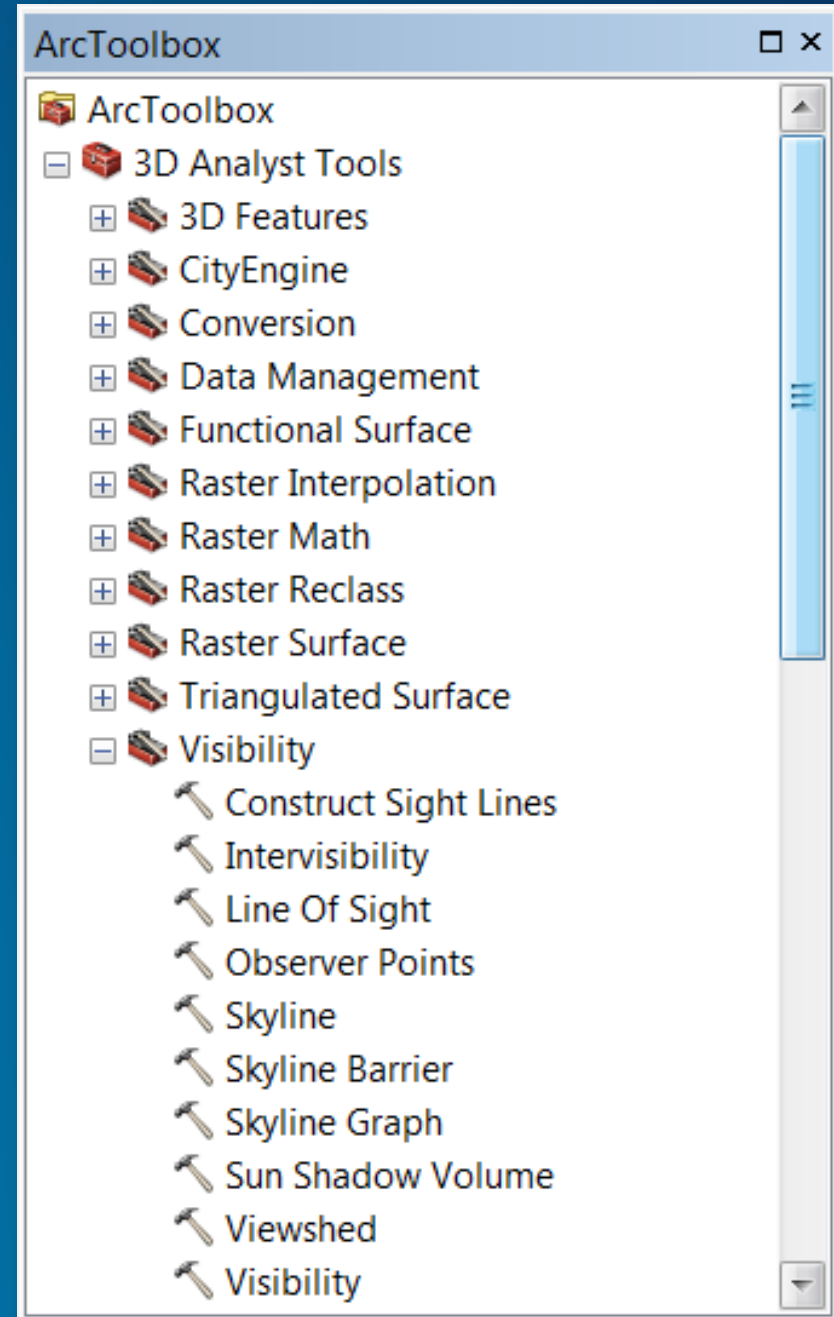 ArcToolbox
ArcToolbox
3D Analyst Tools
3D Features
CityEngine
Conversion
Data Management
Functional Surface
Raster Interpolation
Raster Math
Raster Reclass
Raster Surface
Triangulated Surface
Visibility
Construct Sight Lines
Intervisibility
Line Of Sight
Observer Points
Skyline
Skyline Barrier
Skyline Graph
Sun Shadow Volume
Viewshed
Visibility